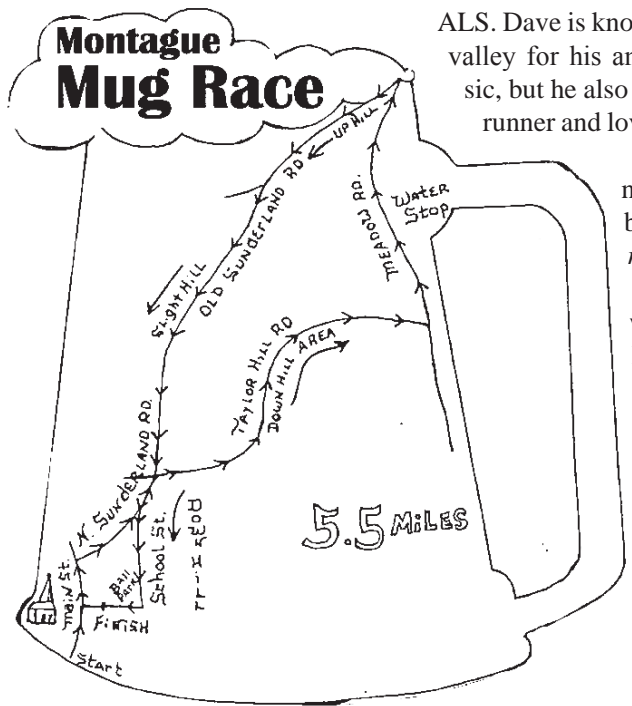 Montague
Mug Race
ALS. Dave is kno
valley for his ar
sic, but he also
runner and lov
UP HILL
OLD SUNDERLAND RD
SlighT Hill
MEADOW RD.
WATER
STOP
TAYLOR HILL RD
DOWN HILL AREA
N. SUNDERLAND RD.
School St.
DOWN HILL
5.5 MILES
main St.
Ball
Park
FINISH
Start